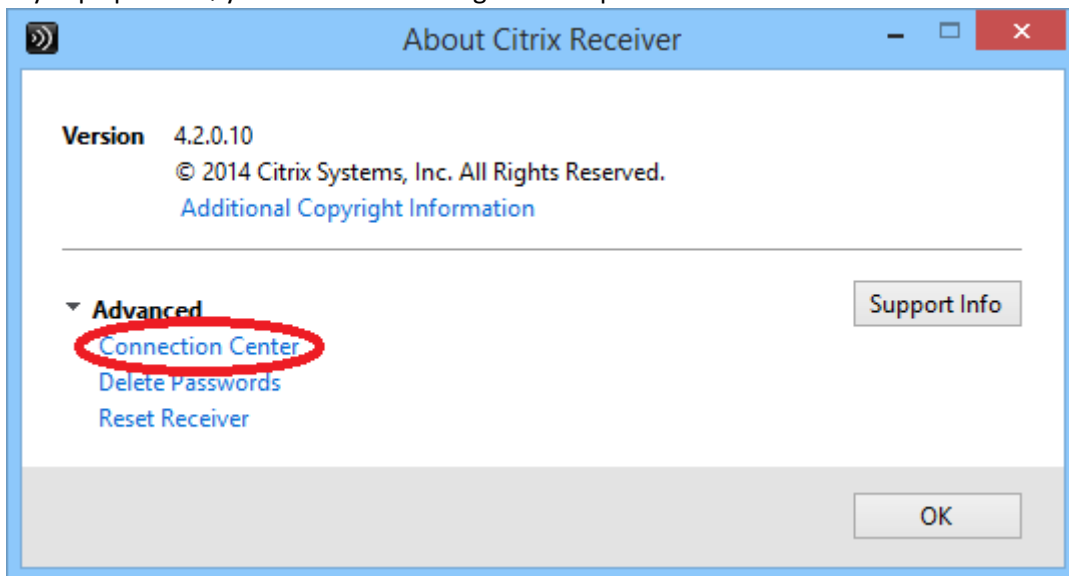 About Citrix Receiver
Version 4.2.0.10
© 2014 Citrix Systems, Inc. All Rights Reserved.
Additional Copyright Information
Advanced
Support Info
Connection Center
Delete Passwords
Reset Receiver
OK